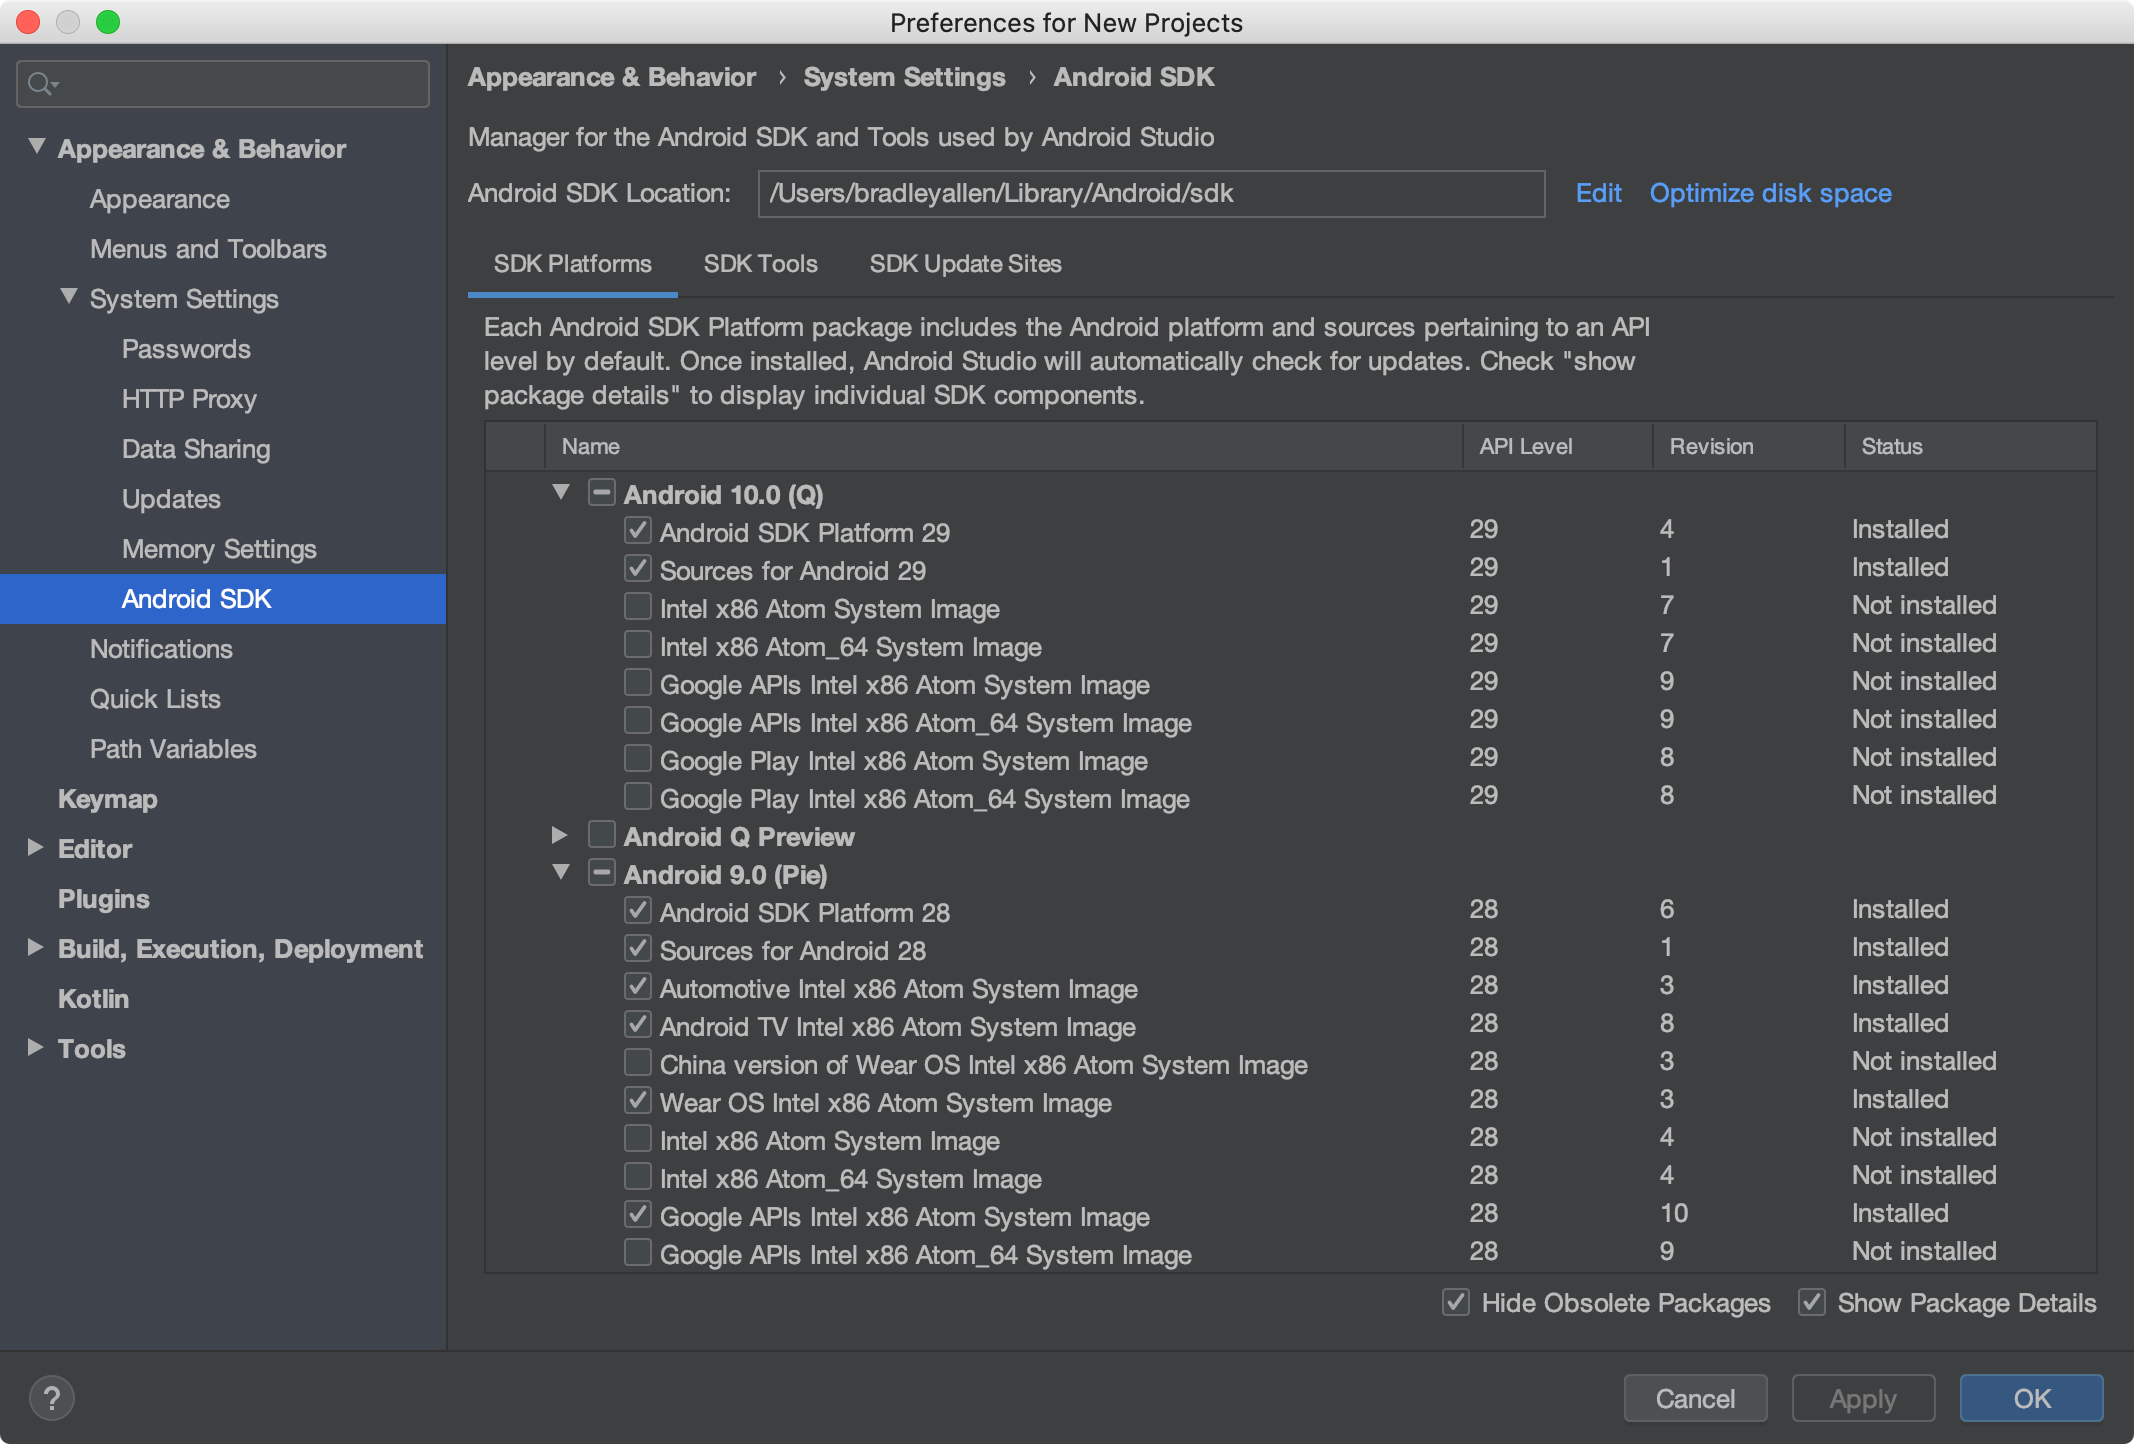 Preferences for New Projects
Appearance & Behavior
Appearance
Menus and Toolbars
System Settings
Passwords
HTTP Proxy
Data Sharing
Updates
Memory Settings
Android SDK
Notifications
Quick Lists
Path Variables
Keymap
Editor
Plugins
Build, Execution, Deployment
Kotlin
Tools
Appearance & Behavior › System Settings › Android SDK
Manager for the Android SDK and Tools used by Android Studio
Android SDK Location: /Users/bradleyallen/Library/Android/sdk Edit Optimize disk space
SDK Platforms SDK Tools SDK Update Sites
Each Android SDK Platform package includes the Android platform and sources pertaining to an API
level by default. Once installed, Android Studio will automatically check for updates. Check "show
package details" to display individual SDK components.
Name API Level Revision Status
Android 10.0 (Q)
Android SDK Platform 29 29 4 Installed
Sources for Android 29 29 1 Installed
Intel x86 Atom System Image 29 7 Not installed
Intel x86 Atom_64 System Image 29 7 Not installed
Google APIs Intel x86 Atom System Image 29 9 Not installed
Google APIs Intel x86 Atom_64 System Image 29 9 Not installed
Google Play Intel x86 Atom System Image 29 8 Not installed
Google Play Intel x86 Atom_64 System Image 29 8 Not installed
Android Q Preview
Android 9.0 (Pie)
Android SDK Platform 28 28 6 Installed
Sources for Android 28 28 1 Installed
Automotive Intel x86 Atom System Image 28 3 Installed
Android TV Intel x86 Atom System Image 28 8 Installed
China version of Wear OS Intel x86 Atom System Image 28 3 Not installed
Wear OS Intel x86 Atom System Image 28 3 Installed
Intel x86 Atom System Image 28 4 Not installed
Intel x86 Atom_64 System Image 28 4 Not installed
Google APIs Intel x86 Atom System Image 28 10 Installed
Google APIs Intel x86 Atom_64 System Image 28 9 Not installed
Hide Obsolete Packages Show Package Details
? Cancel Apply OK